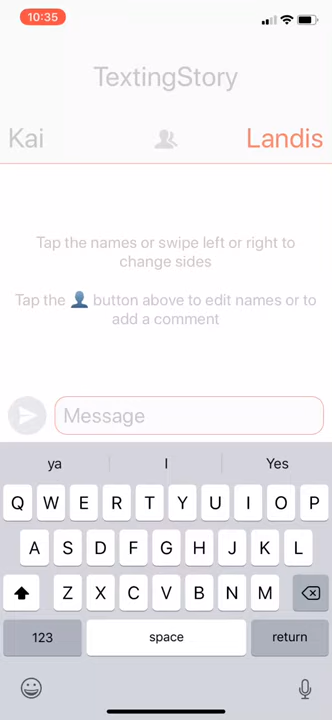 10:35
TextingStory
Kai Landis
Tap the names or swipe left or right to
change sides
Tap the 👤 button above to edit names or to
add a comment
Message
ya I Yes
Q W E R T Y U I O P
A S D F G H J K L
Z X C V B N M
123 space return